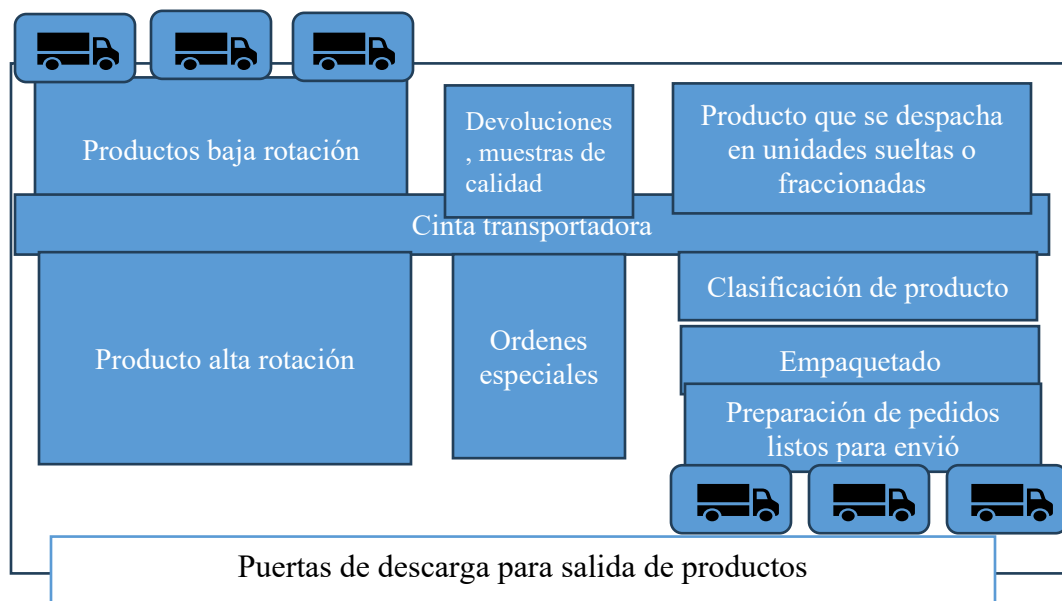 Productos baja rotación
Devoluciones
, muestras de
calidad
Producto que se despacha
en unidades sueltas o
fraccionadas
Cinta transportadora
Producto alta rotación
Ordenes
especiales
Clasificación de producto
Empaquetado
Preparación de pedidos
listos para envió
Puertas de descarga para salida de productos